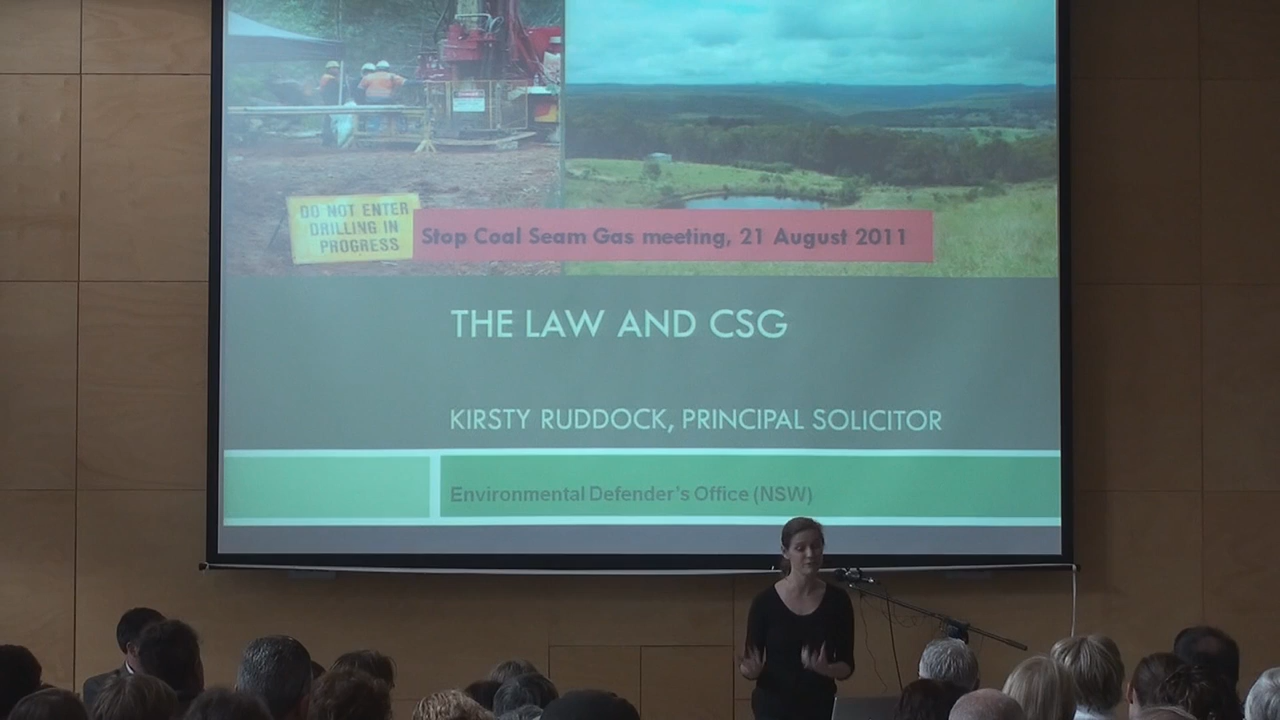 DO NOT ENTER
DRILLING IN
PROGRESS
Stop Coal Seam Gas meeting, 21 August 2011
THE LAW AND CSG
KIRSTY RUDDOCK, PRINCIPAL SOLICITOR
Environmental Defender's Office (NSW)